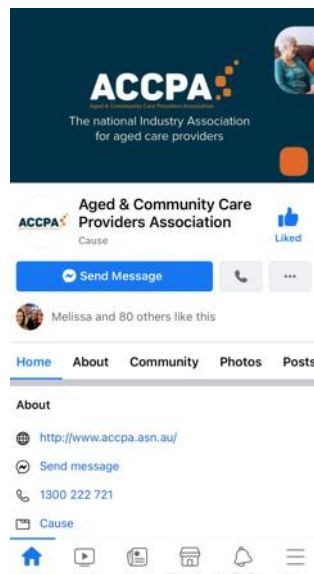 ACCPA
Aged & Community Care Providers Association
The national Industry Association
for aged care providers
ACCPA
Aged & Community Care
Providers Association
Cause
Liked
Send Message
Melissa and 80 others like this
Home About Community Photos Posts
About
http://www.accpa.asn.au/
Send message
1300 222 721
Cause